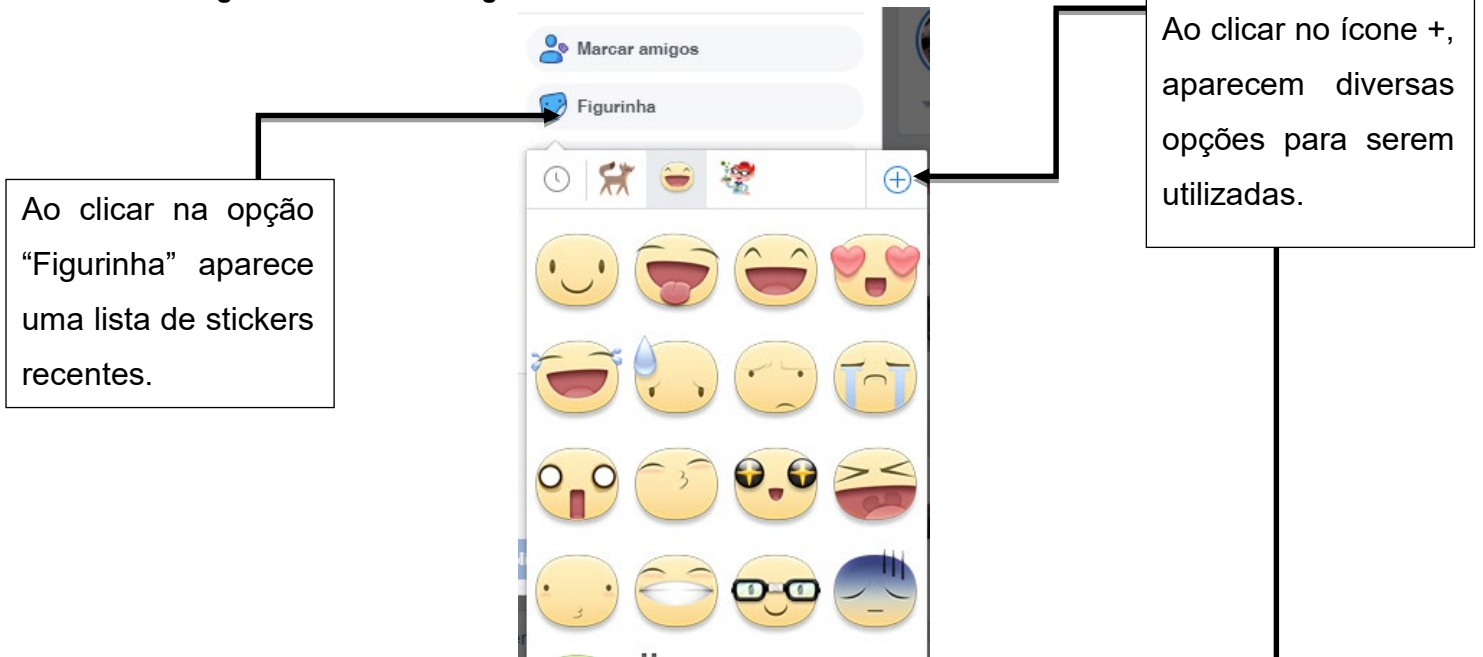 Marcar amigos
Figurinha
Ao clicar no ícone +,
aparecem diversas
opções para serem
utilizadas.
Ao clicar na opção
“Figurinha” aparece
uma lista de stickers
recentes.